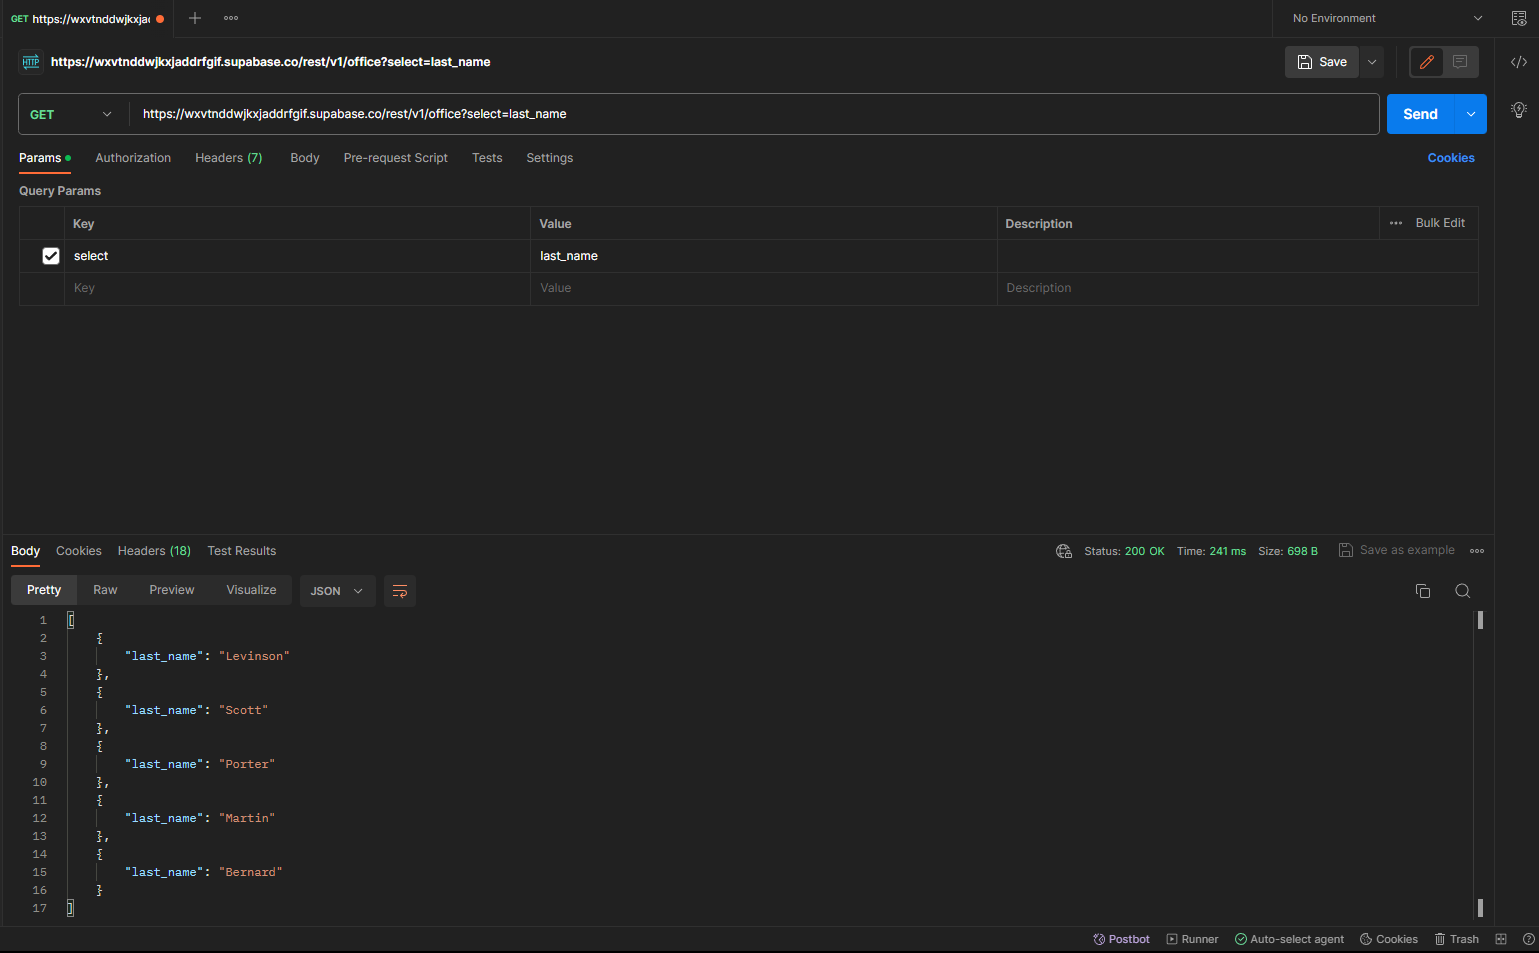 GET https://wxvtnddwjkxja
No Environment
HTTP https://wxvtnddwjkxjaddrfgif.supabase.co/rest/v1/office?select=last_name
Save
GET https://wxvtnddwjkxjaddrfgif.supabase.co/rest/v1/office?select=last_name Send
Params Authorization Headers (7) Body Pre-request Script Tests Settings Cookies
Query Params
Key Value Description Bulk Edit
select last_name
Key Value Description
Body Cookies Headers (18) Test Results Status: 200 OK Time: 241 ms Size: 698 B Save as example
Pretty Raw Preview Visualize JSON
1 [
2 {
3 "last_name": "Levinson"
4 },
5 {
6 "last_name": "Scott"
7 },
8 {
9 "last_name": "Porter"
10 },
11 {
12 "last_name": "Martin"
13 },
14 {
15 "last_name": "Bernard"
16 }
17 ]
Postbot Runner Auto-select agent Cookies Trash